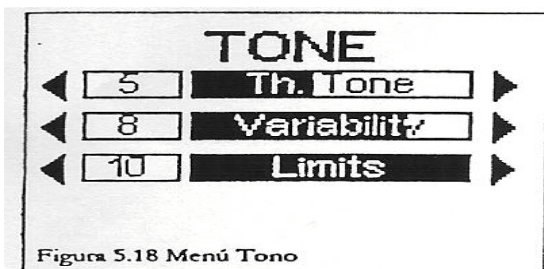 TONE
5 Th. Tone
8 Variability
10 Limits
Figura 5.18 Menú Tono